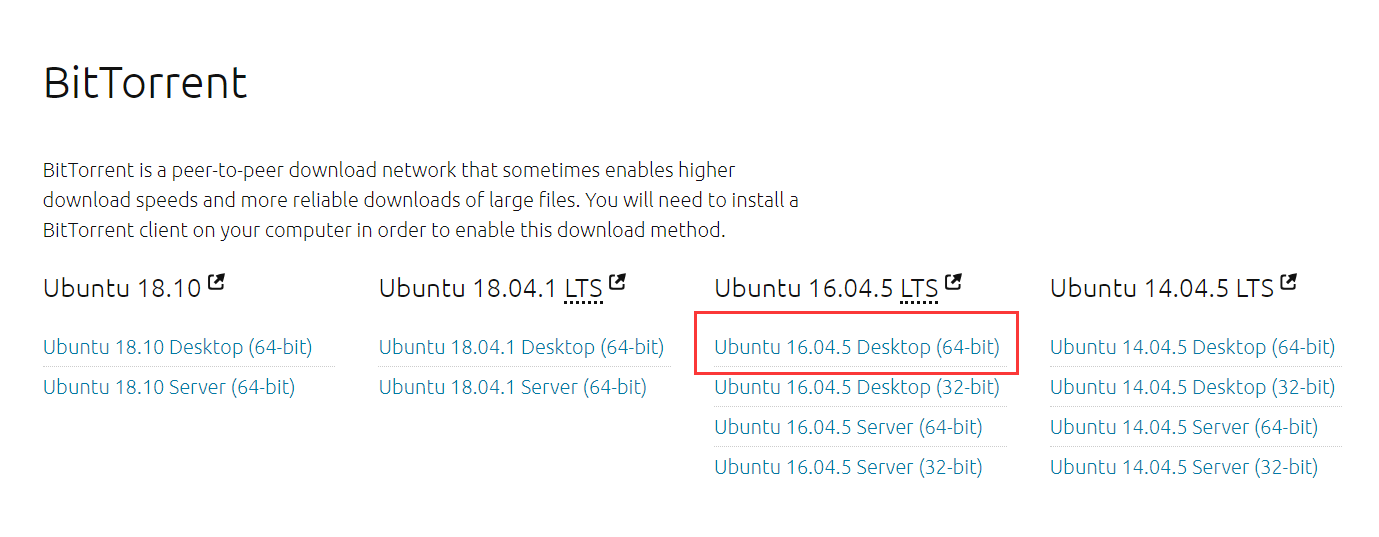 BitTorrent
BitTorrent is a peer-to-peer download network that sometimes enables higher
download speeds and more reliable downloads of large files. You will need to install a
BitTorrent client on your computer in order to enable this download method.
Ubuntu 18.10
Ubuntu 18.10 Desktop (64-bit)
Ubuntu 18.10 Server (64-bit)
Ubuntu 18.04.1 LTS
Ubuntu 18.04.1 Desktop (64-bit)
Ubuntu 18.04.1 Server (64-bit)
Ubuntu 16.04.5 LTS
Ubuntu 16.04.5 Desktop (64-bit)
Ubuntu 16.04.5 Desktop (32-bit)
Ubuntu 16.04.5 Server (64-bit)
Ubuntu 16.04.5 Server (32-bit)
Ubuntu 14.04.5 LTS
Ubuntu 14.04.5 Desktop (64-bit)
Ubuntu 14.04.5 Desktop (32-bit)
Ubuntu 14.04.5 Server (64-bit)
Ubuntu 14.04.5 Server (32-bit)